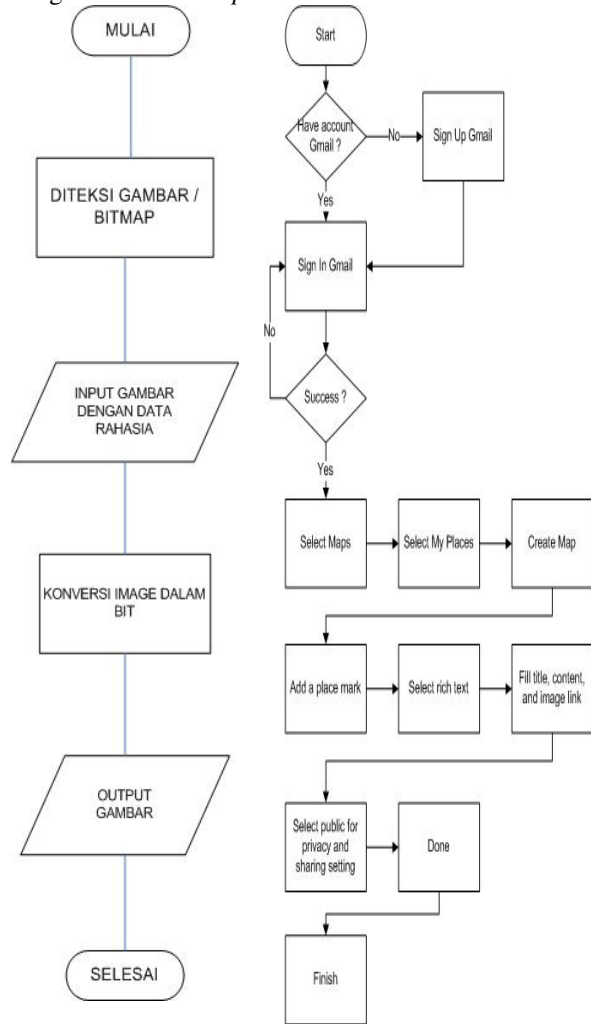 MULAI
DITEKSI GAMBAR /
BITMAP
INPUT GAMBAR
DENGAN DATA
RAHASIA
KONVERSI IMAGE DALAM
BIT
OUTPUT
GAMBAR
SELESAI
Start
Have account
Gmail ?
No
Sign Up Gmail
Yes
Sign In Gmail
No
Success ?
Yes
Select Maps
Select My Places
Create Map
Add a place mark
Select rich text
Fill title, content,
and image link
Select public for
privacy and
sharing setting
Done
Finish